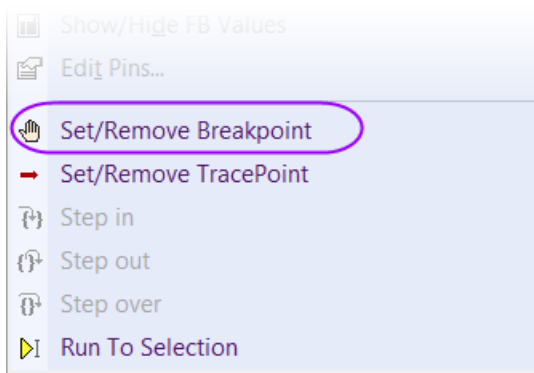 Show/Hide FB Values
Edit Pins...
Set/Remove Breakpoint
Set/Remove TracePoint
Step in
Step out
Step over
Run To Selection